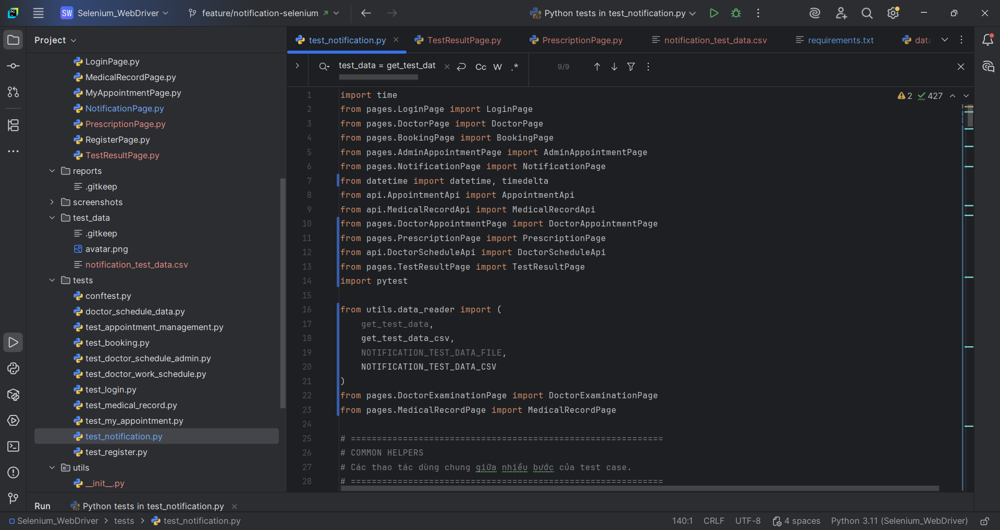 SW Selenium_WebDriver
feature/notification-selenium
Python tests in test_notification.py
Project
LoginPage.py
MedicalRecordPage.py
MyAppointmentPage.py
NotificationPage.py
PrescriptionPage.py
RegisterPage.py
TestResultPage.py
reports
.gitkeep
screenshots
test_data
.gitkeep
avatar.png
notification_test_data.csv
tests
conftest.py
doctor_schedule_data.py
test_appointment_management.py
test_booking.py
test_doctor_schedule_admin.py
test_doctor_work_schedule.py
test_login.py
test_medical_record.py
test_my_appointment.py
test_notification.py
test_register.py
utils
__init__.py
test_notification.py
TestResultPage.py
PrescriptionPage.py
notification_test_data.csv
requirements.txt
data
test_data = get_test_dat
Cc W .*
9/9
2 427
1 import time
2 from pages.LoginPage import LoginPage
3 from pages.DoctorPage import DoctorPage
4 from pages.BookingPage import BookingPage
5 from pages.AdminAppointmentPage import AdminAppointmentPage
6 from pages.NotificationPage import NotificationPage
7 from datetime import datetime, timedelta
8 from api.AppointmentApi import AppointmentApi
9 from api.MedicalRecordApi import MedicalRecordApi
10 from pages.DoctorAppointmentPage import DoctorAppointmentPage
11 from pages.PrescriptionPage import PrescriptionPage
12 from api.DoctorScheduleApi import DoctorScheduleApi
13 from pages.TestResultPage import TestResultPage
14 import pytest
15
16 from utils.data_reader import (
17 get_test_data,
18 get_test_data_csv,
19 NOTIFICATION_TEST_DATA_FILE,
20 NOTIFICATION_TEST_DATA_CSV
21 )
22 from pages.DoctorExaminationPage import DoctorExaminationPage
23 from pages.MedicalRecordPage import MedicalRecordPage
24
25 # ============================================================
26 # COMMON HELPERS
27 # Các thao tác dùng chung giữa nhiều bước của test case.
28 # ============================================================
Run
Python tests in test_notification.py
Selenium_WebDriver > tests > test_notification.py
140:1 CRLF UTF-8 4 spaces Python 3.11 (Selenium_WebDriver)